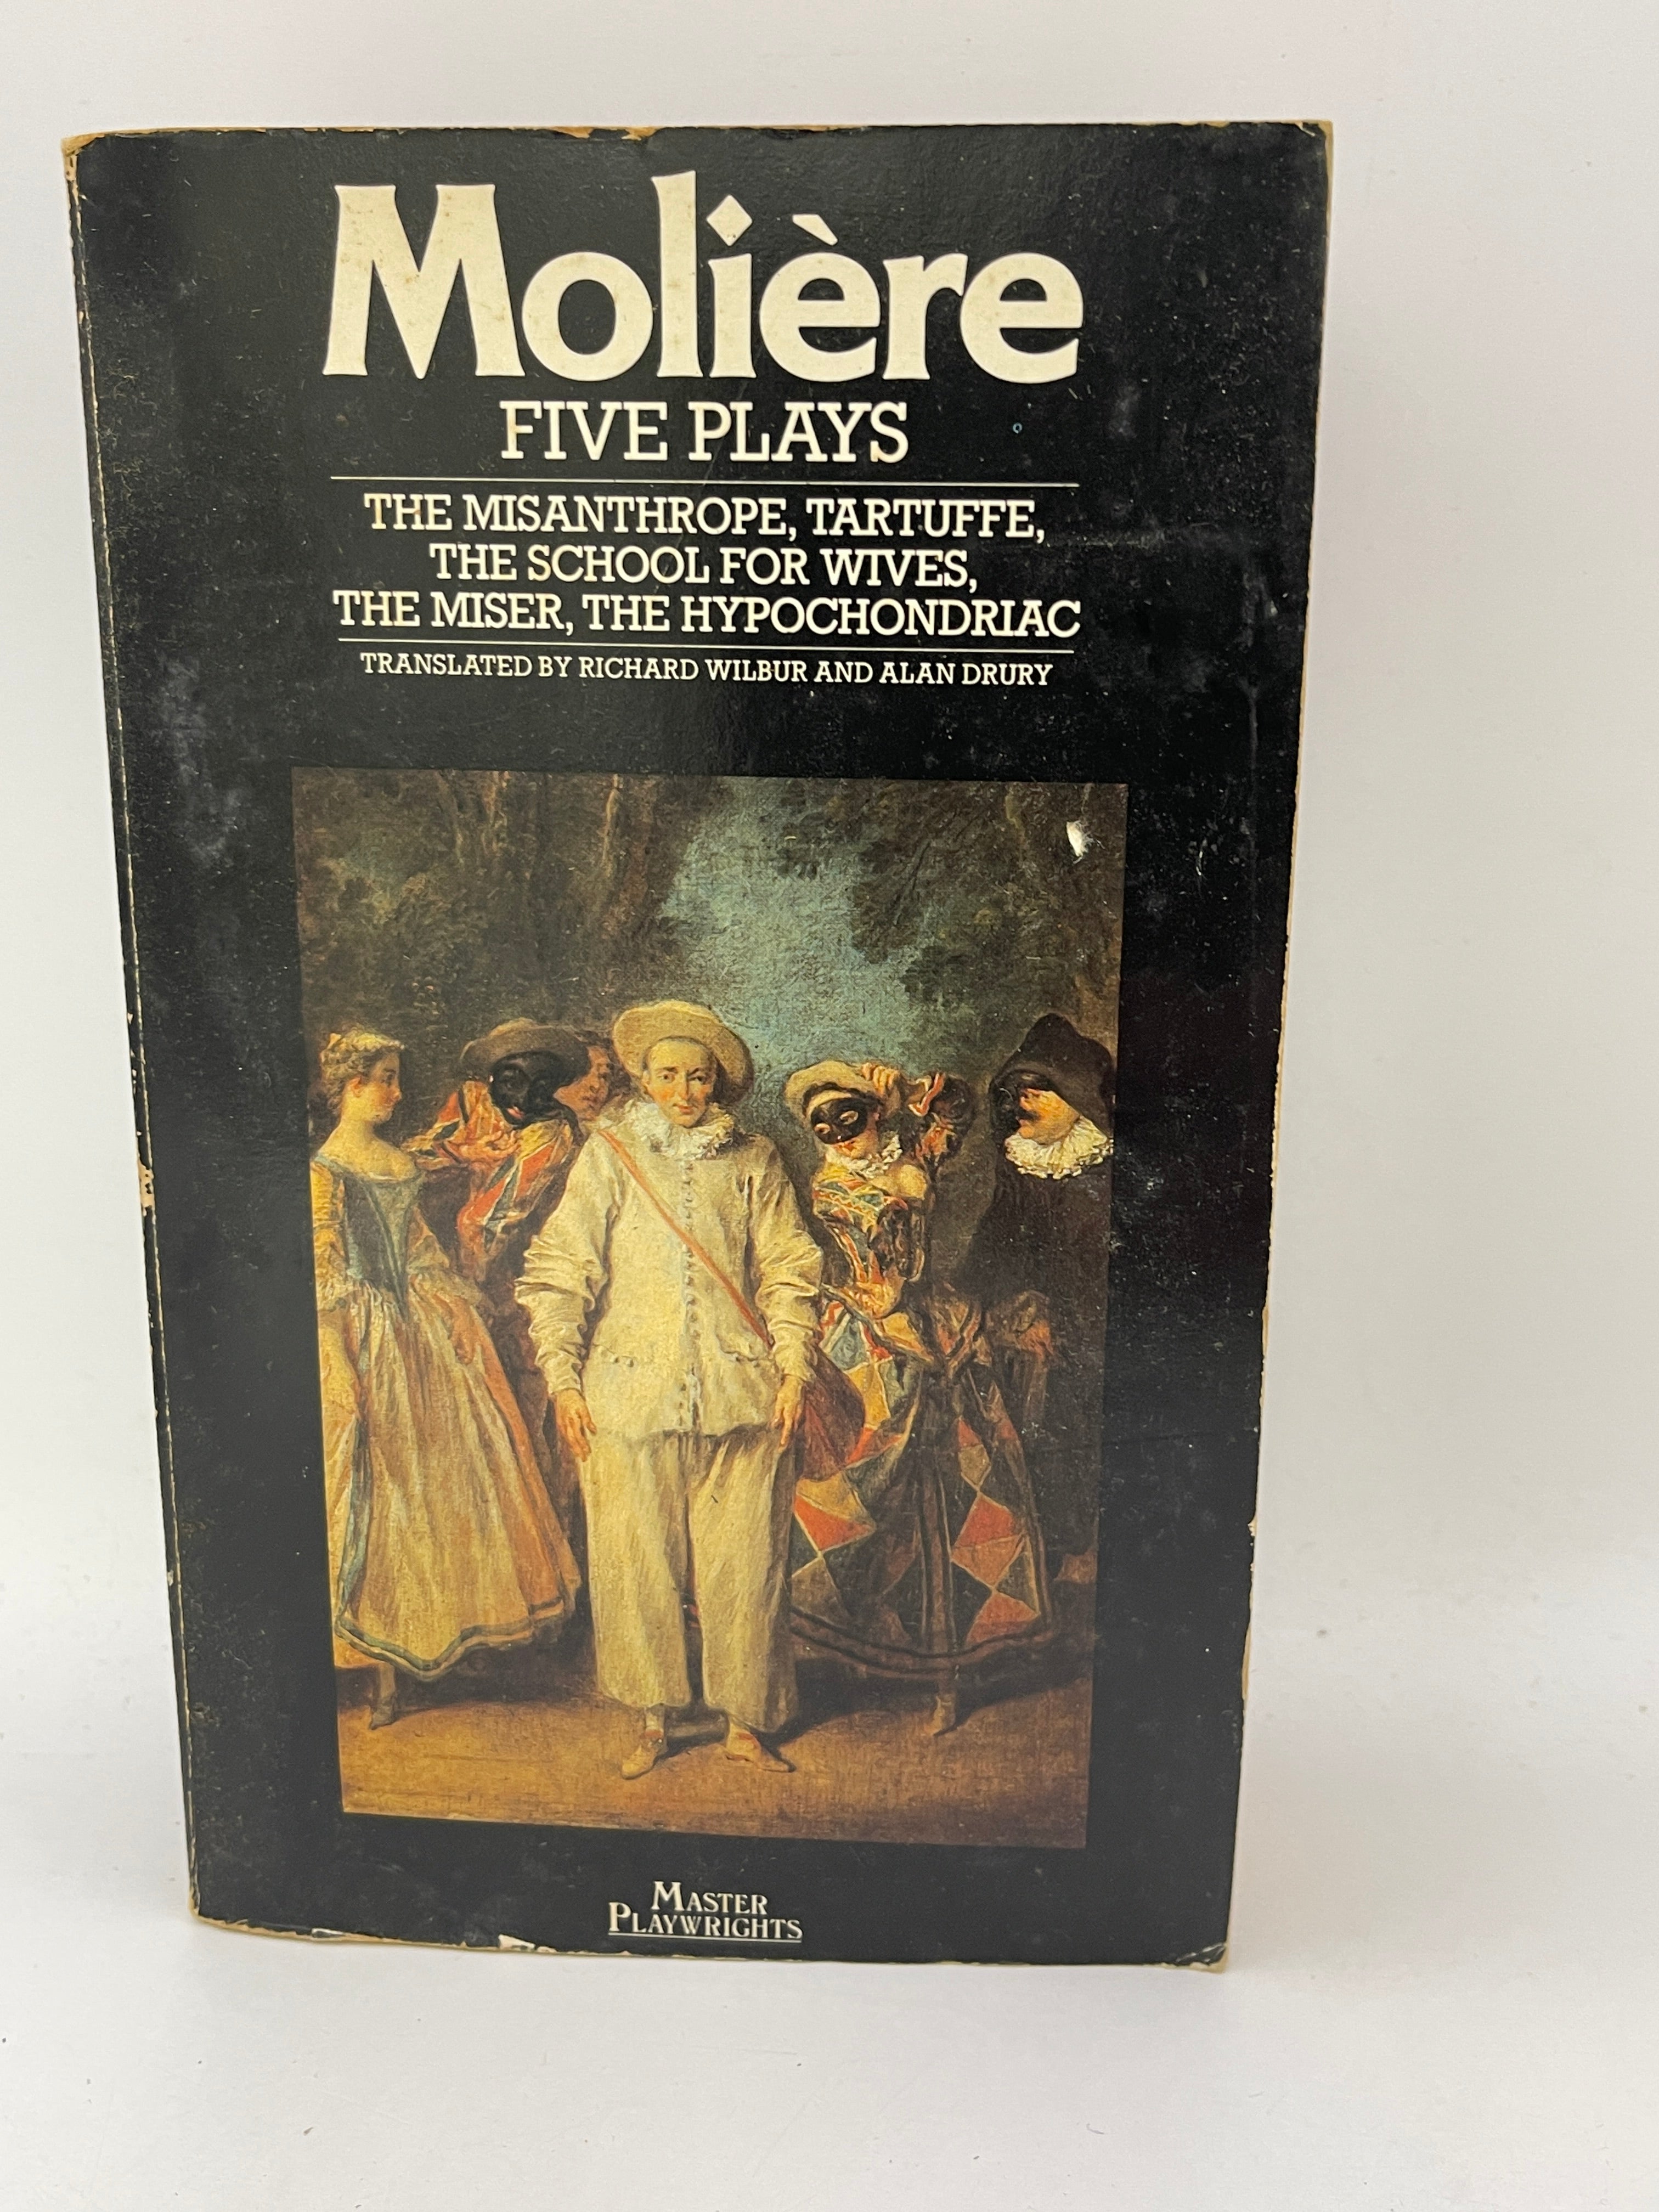 Molière
FIVE PLAYS
THE MISANTHROPE, TARTUFFE,
THE SCHOOL FOR WIVES,
THE MISER, THE HYPOCHONDRIAC
TRANSLATED BY RICHARD WILBUR AND ALAN DRURY
MASTER
PLAYWRIGHTS